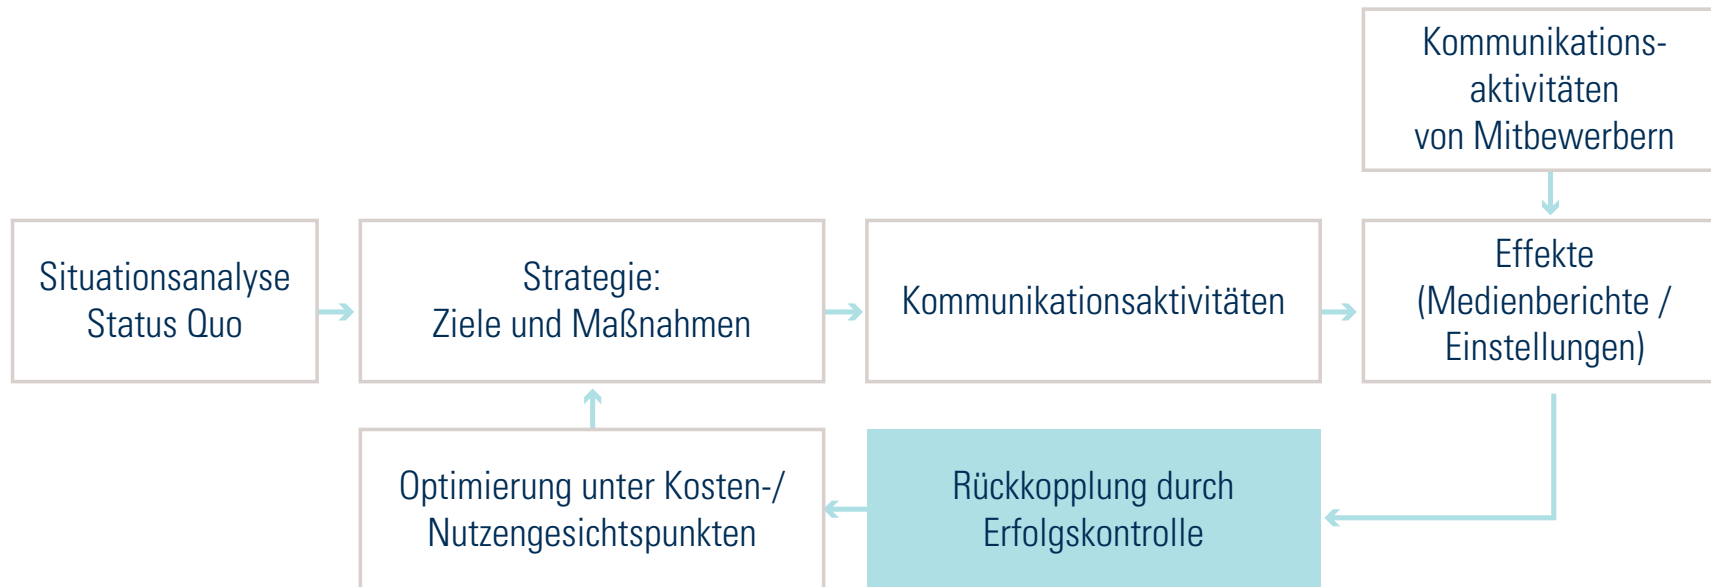 Kommunikations-
aktivitäten
von Mitbewerbern
Situationsanalyse
Status Quo
Strategie:
Ziele und Maßnahmen
Kommunikationsaktivitäten
Effekte
(Medienberichte /
Einstellungen)
Optimierung unter Kosten-/
Nutzengesichtspunkten
Rückkopplung durch
Erfolgskontrolle